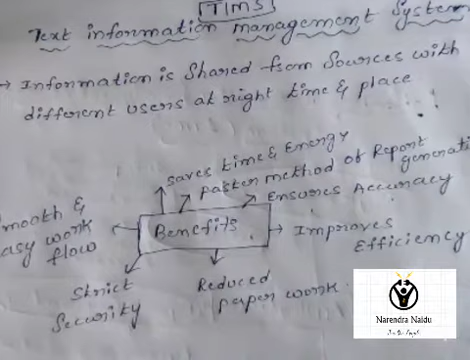 [TIMS]
Text information management System
→ Information is Shared from Sources with
different users at right time & place
saves time & Energy
Faster method of Report
generati
Ensures Accuracy
mooth &
asy work
flow
Benefits
Improves
Efficiency
Strict
Security
Reduced
paper work
Narendra Naidu